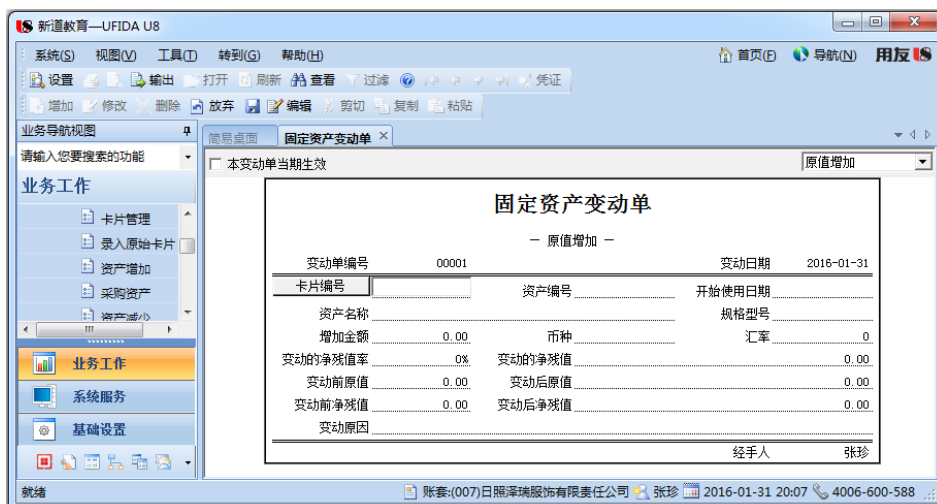 新道教育—UFIDA U8
系统(S) 视图(V) 工具(T) 转到(G) 帮助(H) 首页(F) 导航(N) 用友
设置 输出 打开 刷新 查看 过滤 凭证
增加 修改 删除 放弃 编辑 剪切 复制 粘贴
业务导航视图
简易桌面 固定资产变动单
请输入您要搜索的功能
本变动单当期生效 原值增加
业务工作
卡片管理
录入原始卡片
资产增加
采购资产
资产减少
固定资产变动单
— 原值增加 —
变动单编号 00001 变动日期 2016-01-31
卡片编号 资产编号 开始使用日期
资产名称 规格型号
增加金额 0.00 币种 汇率 0
变动的净残值率 0% 变动的净残值 0.00
变动前原值 0.00 变动后原值 0.00
变动前净残值 0.00 变动后净残值 0.00
变动原因
经手人 张珍
业务工作
系统服务
基础设置
就绪 账套:(007)日照泽瑞服饰有限责任公司 张珍 2016-01-31 20:07 4006-600-588